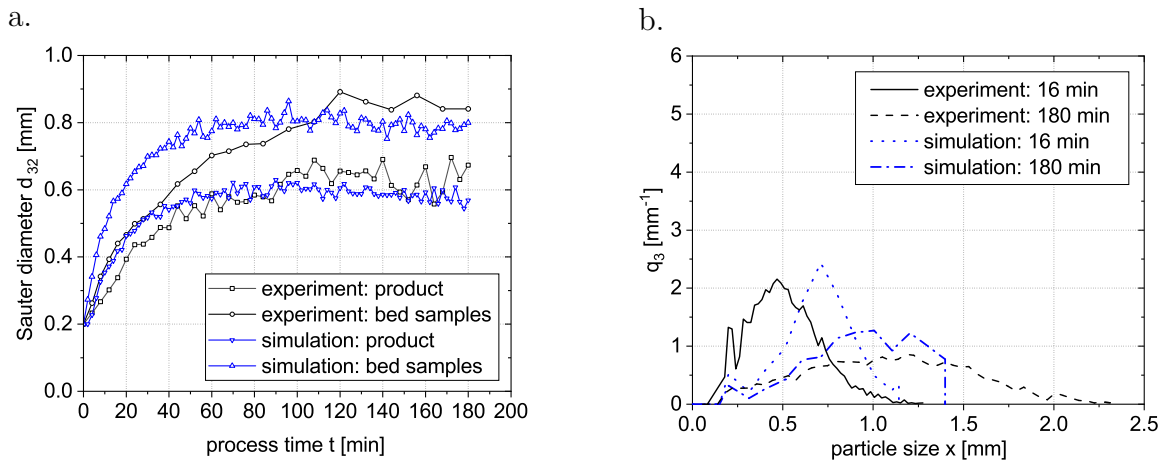 a.
1.0
0.8
0.6
0.4
0.2
0.0
Sauter diameter d32 [mm]
experiment: product
experiment: bed samples
simulation: product
simulation: bed samples
0 20 40 60 80 100 120 140 160 180 200
process time t [min]
b.
6
5
4
3
2
1
0
q3 [mm-1]
experiment: 16 min
experiment: 180 min
simulation: 16 min
simulation: 180 min
0.0 0.5 1.0 1.5 2.0 2.5
particle size x [mm]